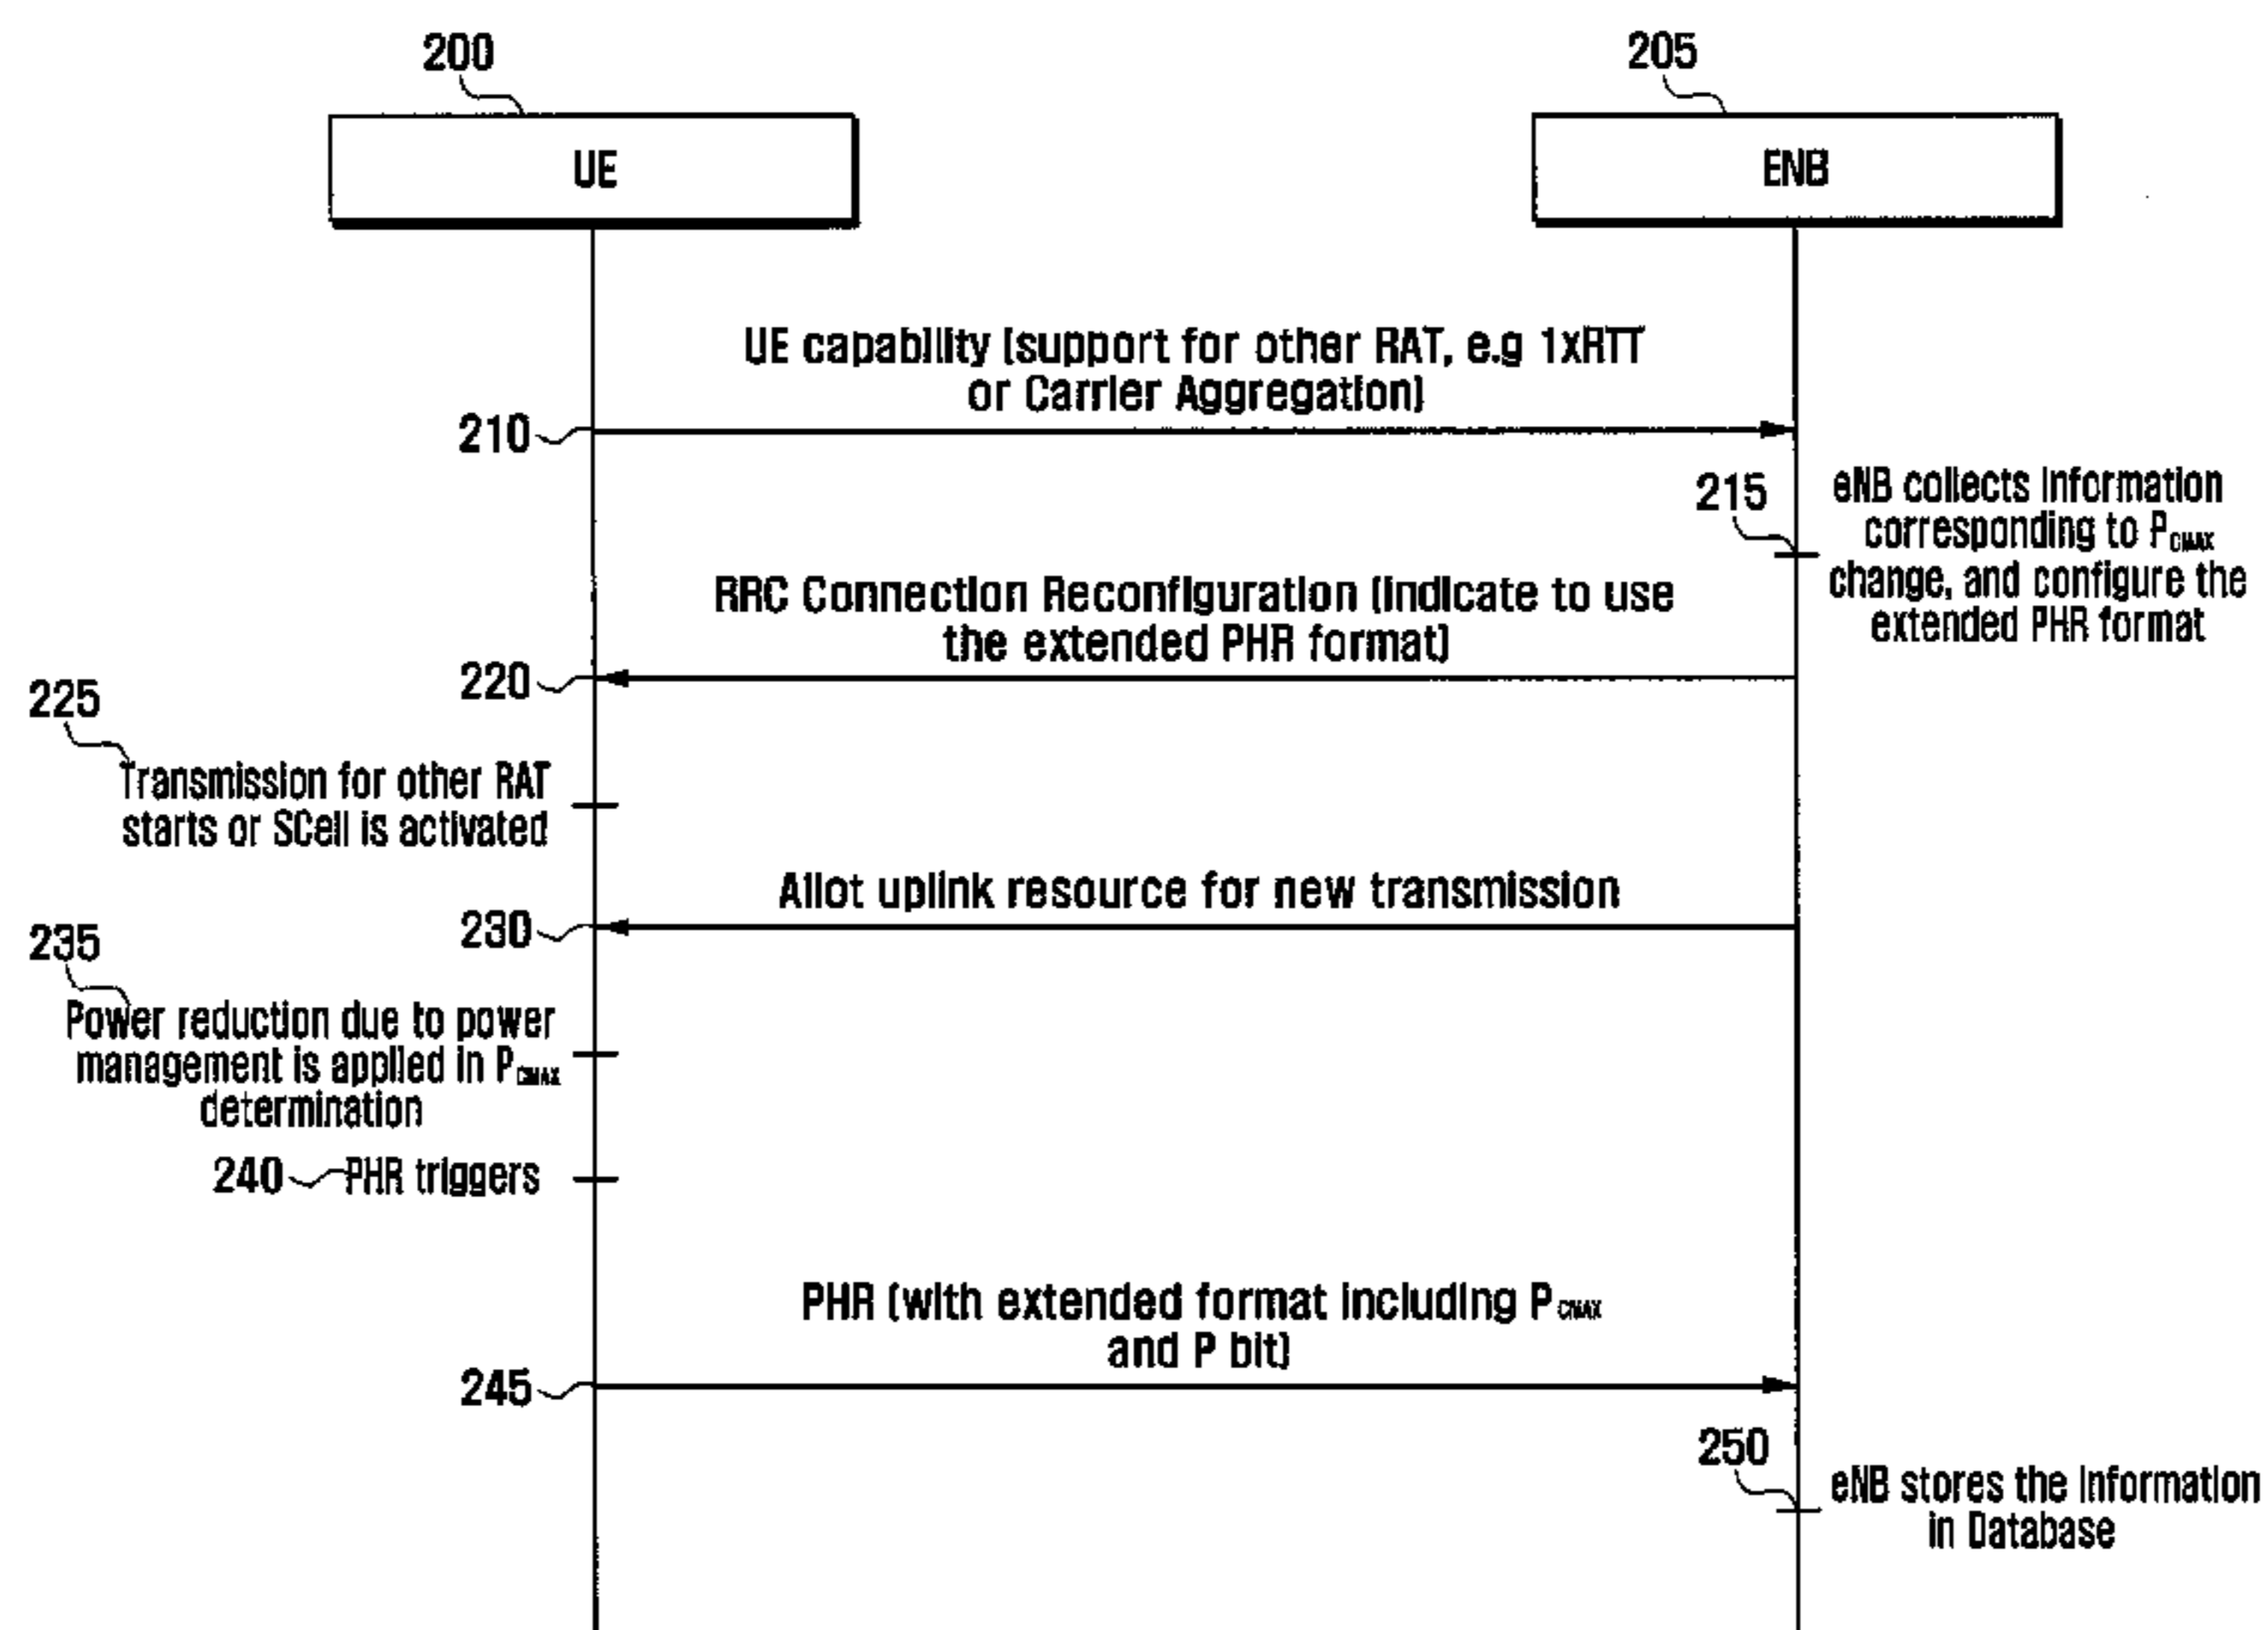 200
205
UE
ENB
UE capability (support for other RAT, e.g 1xRTT
or Carrier Aggregation)
210
215
eNB collects information
corresponding to PCMAX
change, and configure the
extended PHR format
RRC Connection Reconfiguration (indicate to use
the extended PHR format)
220
225
Transmission for other RAT
starts or SCell is activated
Allot uplink resource for new transmission
230
235
Power reduction due to power
management is applied in PCMAX
determination
240
PHR triggers
PHR (with extended format including PCMAX
and P bit)
245
250
eNB stores the information
in Database